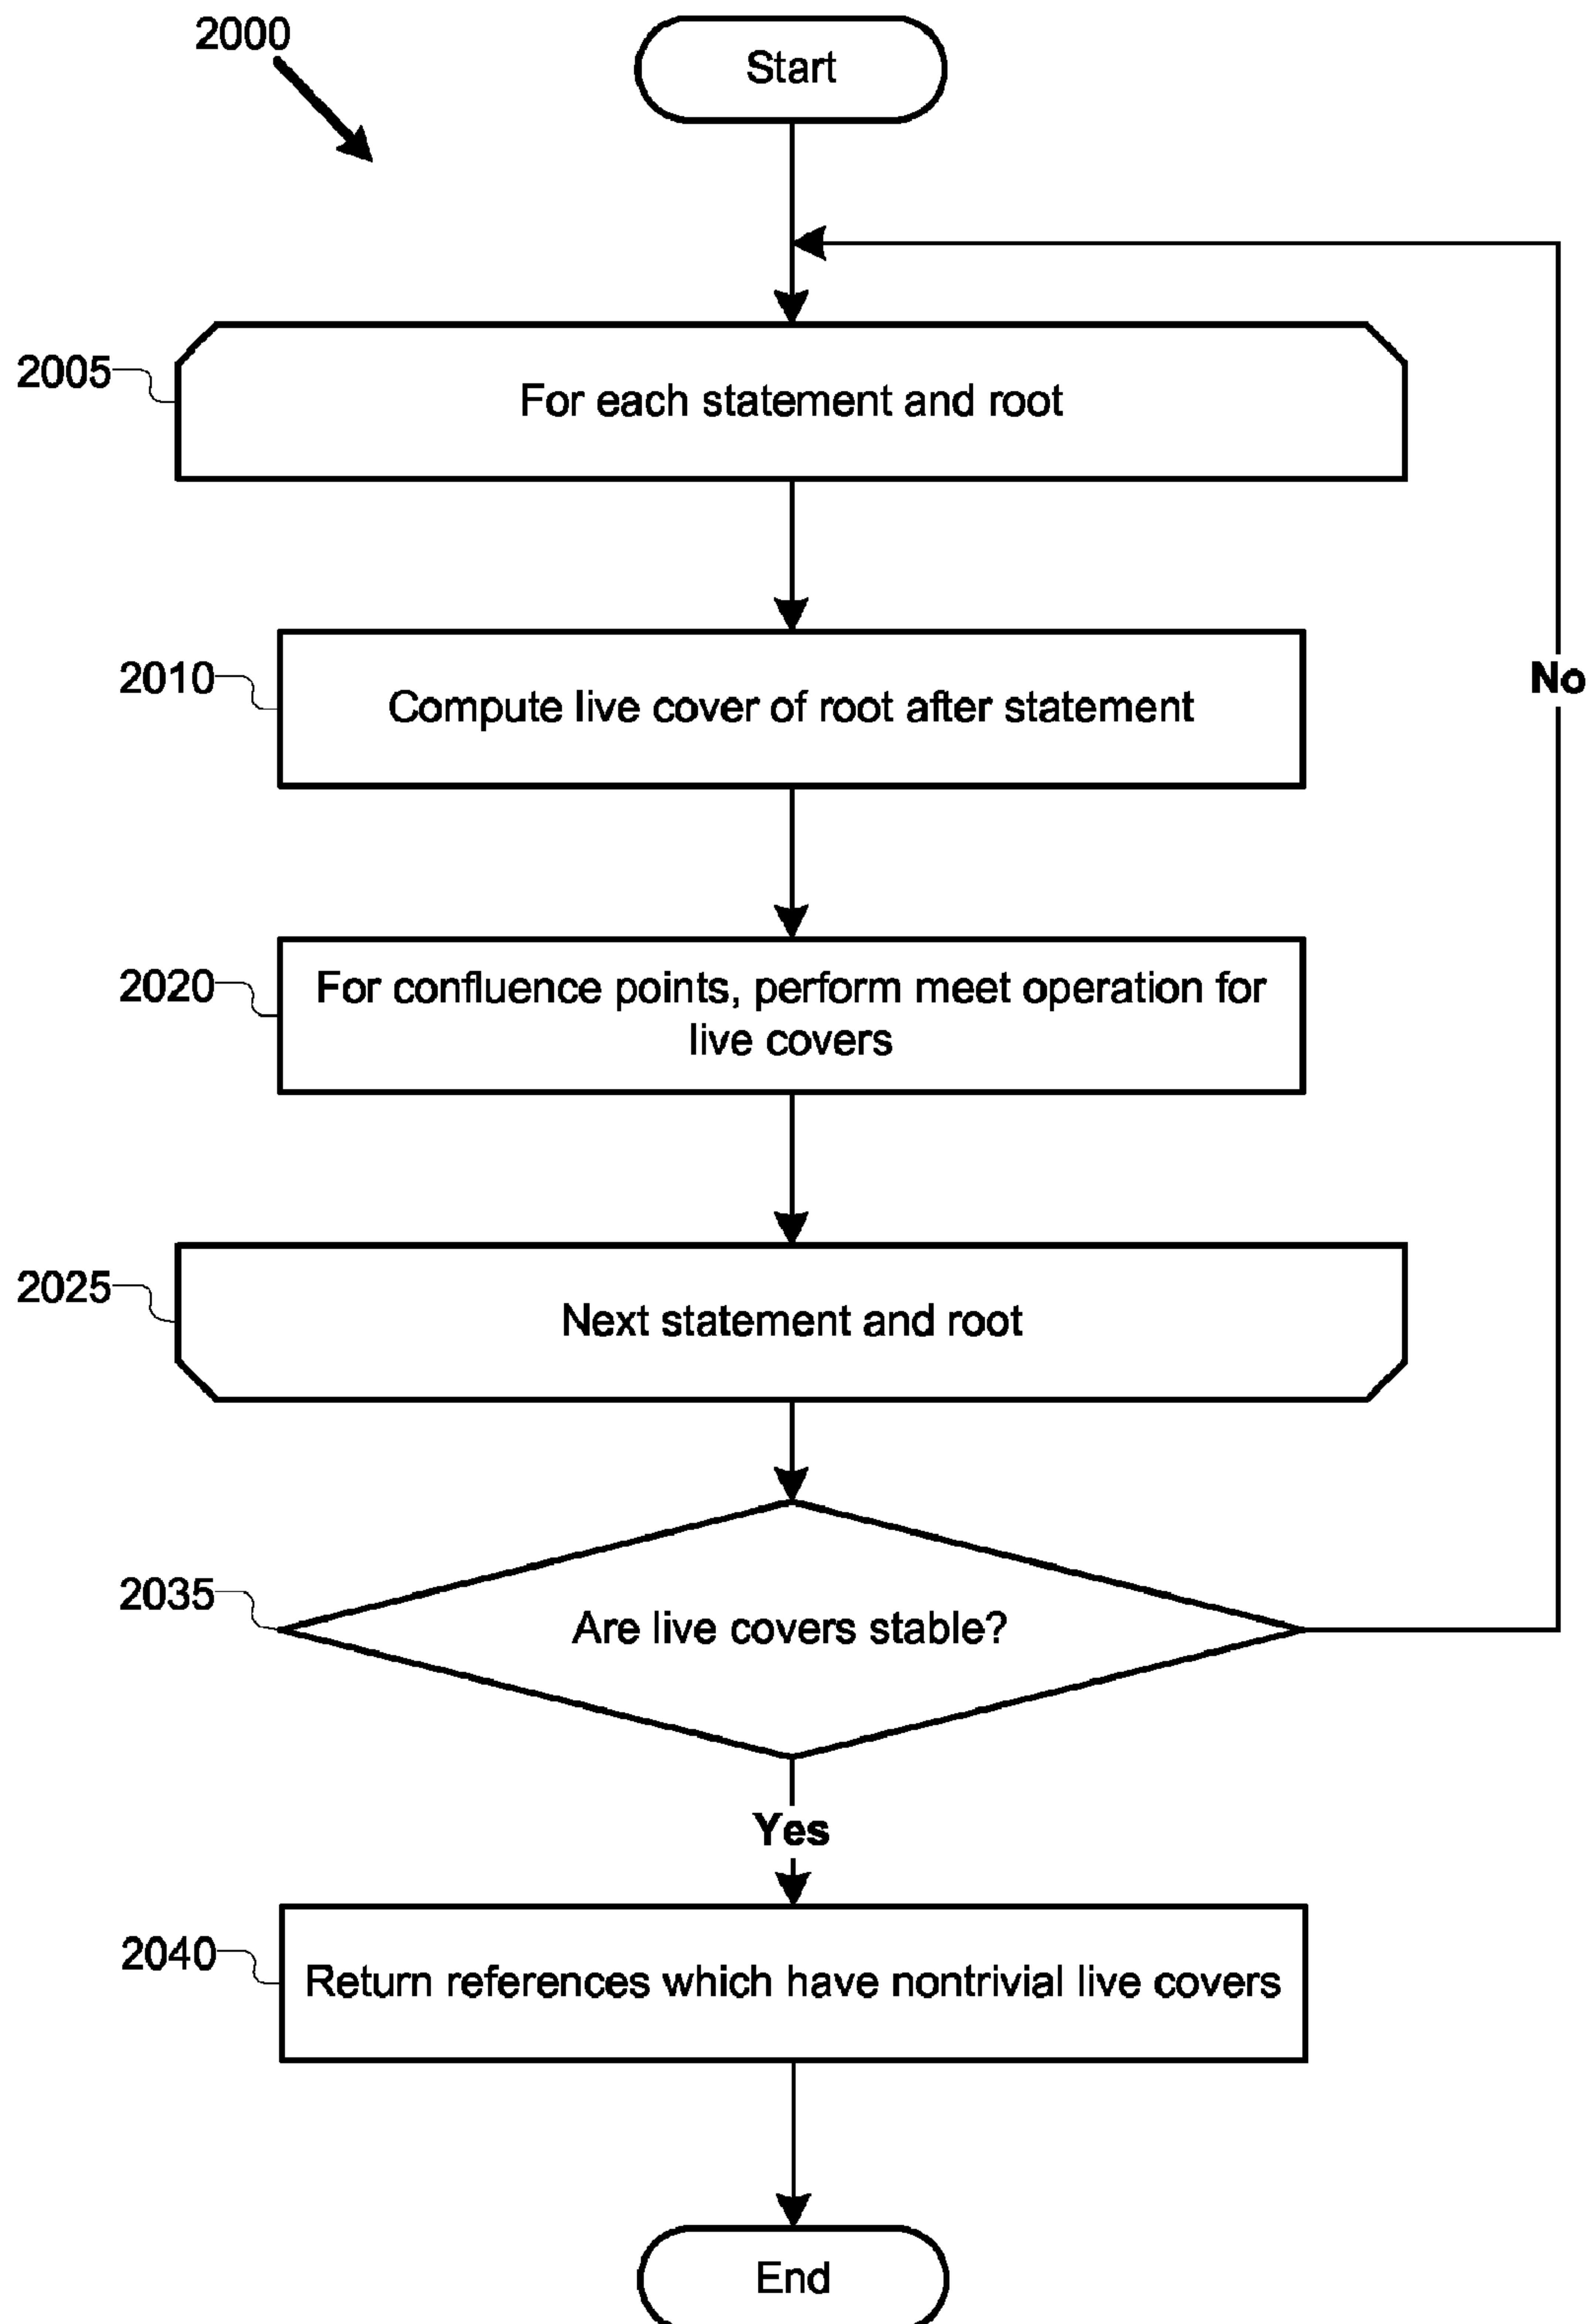 2000
Start
2005
For each statement and root
2010
Compute live cover of root after statement
No
2020
For confluence points, perform meet operation for
live covers
2025
Next statement and root
2035
Are live covers stable?
Yes
2040
Return references which have nontrivial live covers
End